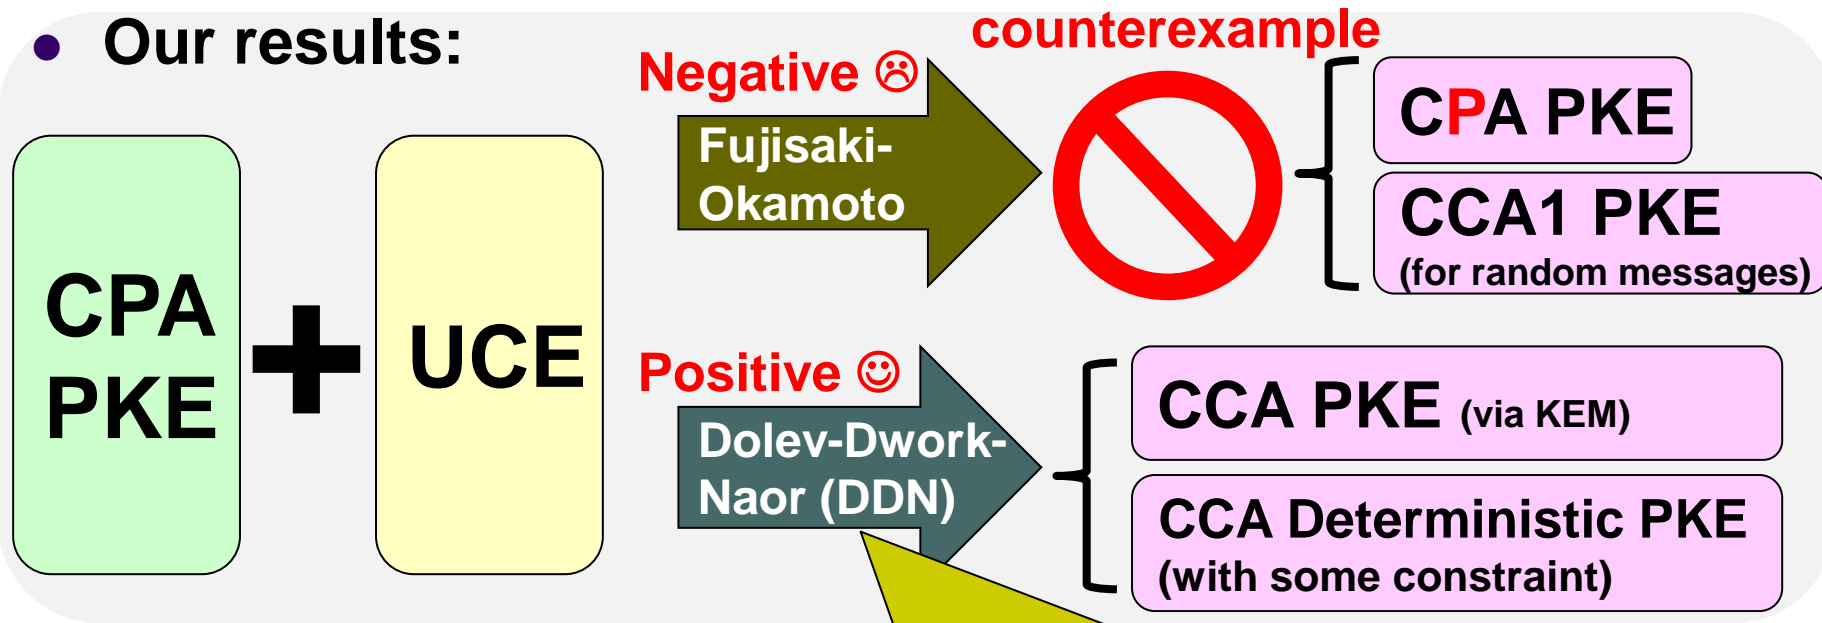 • Our results:
counterexample
Negative ☹
Fujisaki-
Okamoto
CPA PKE
CCA1 PKE
(for random messages)
CPA
PKE
+
UCE
Positive ☺
Dolev-Dwork-
Naor (DDN)
CCA PKE (via KEM)
CCA Deterministic PKE
(with some constraint)